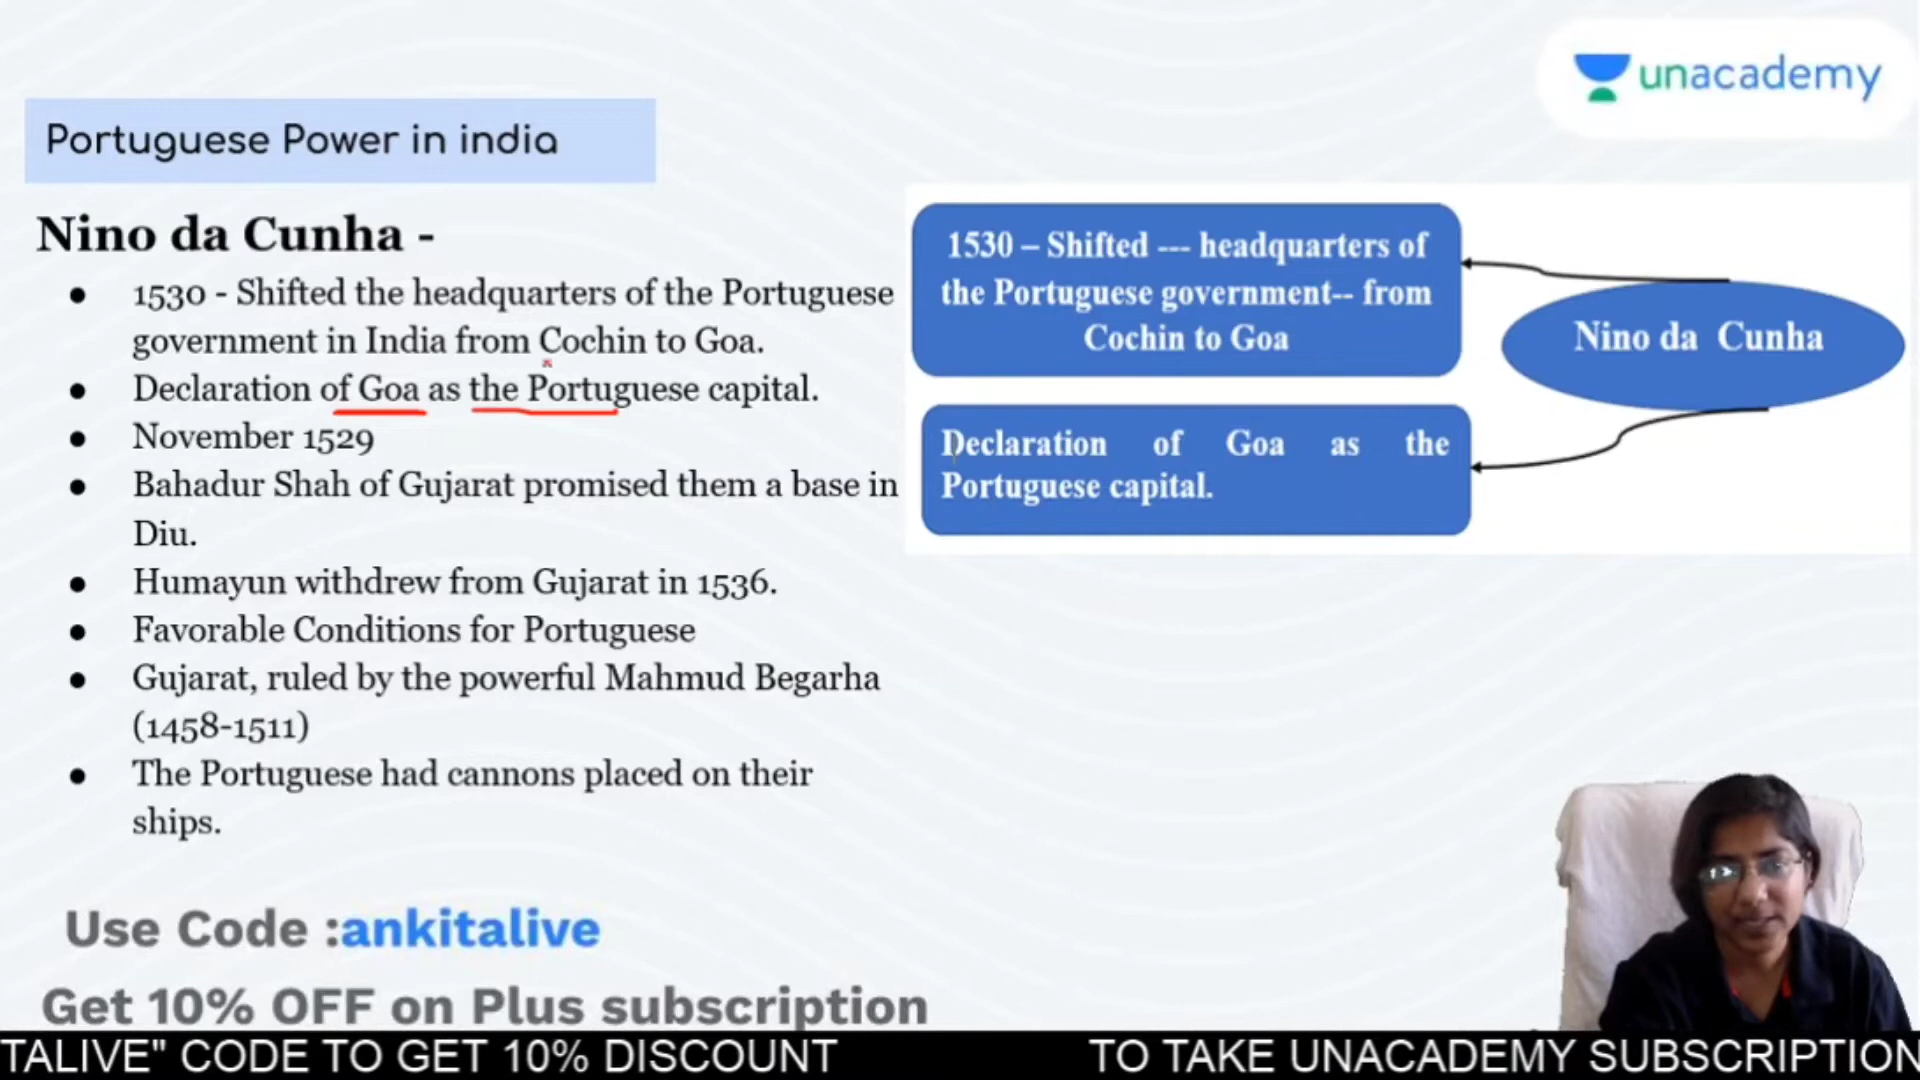 unacademy
Portuguese Power in india
Nino da Cunha -
● 1530 - Shifted the headquarters of the Portuguese
government in India from Cochin to Goa.
● Declaration of Goa as the Portuguese capital.
● November 1529
● Bahadur Shah of Gujarat promised them a base in
Diu.
● Humayun withdrew from Gujarat in 1536.
● Favorable Conditions for Portuguese
● Gujarat, ruled by the powerful Mahmud Begarha
(1458-1511)
● The Portuguese had cannons placed on their
ships.
1530 – Shifted --- headquarters of
the Portuguese government-- from
Cochin to Goa
Nino da Cunha
Declaration of Goa as the
Portuguese capital.
Use Code :ankitalive
Get 10% OFF on Plus subscription
TALIVE" CODE TO GET 10% DISCOUNT TO TAKE UNACADEMY SUBSCRIPTION